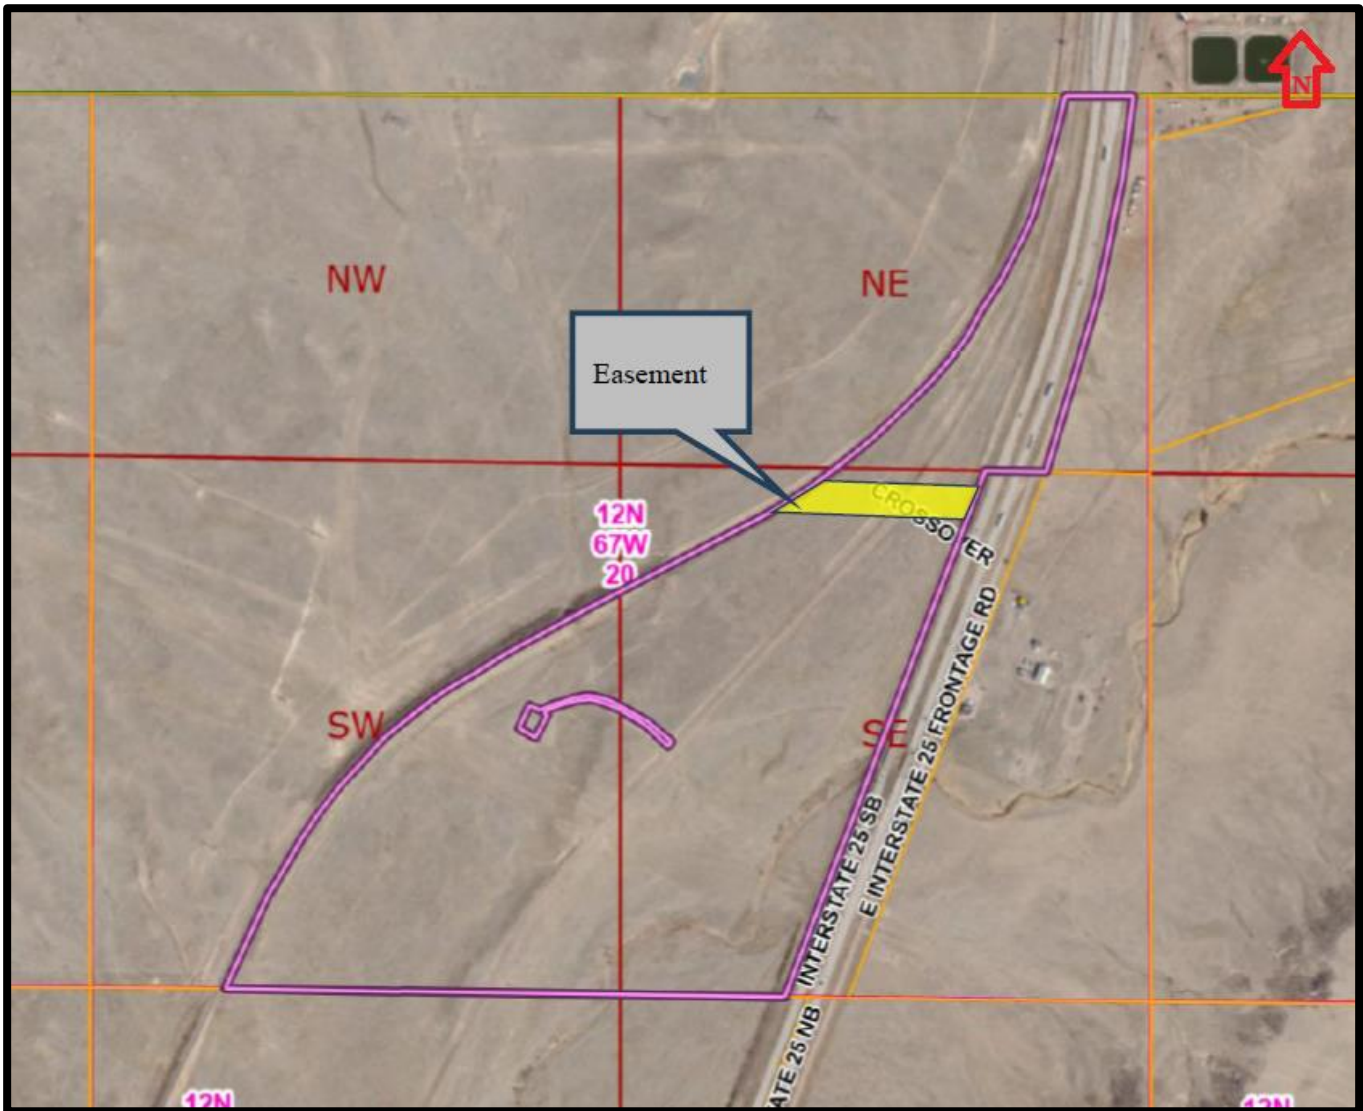 N
NW
NE
Easement
CROSSOVER
12N
67W
20
SW
SE
E INTERSTATE 25 FRONTAGE RD
INTERSTATE 25 SB
ATE 25 NB
12N
12N